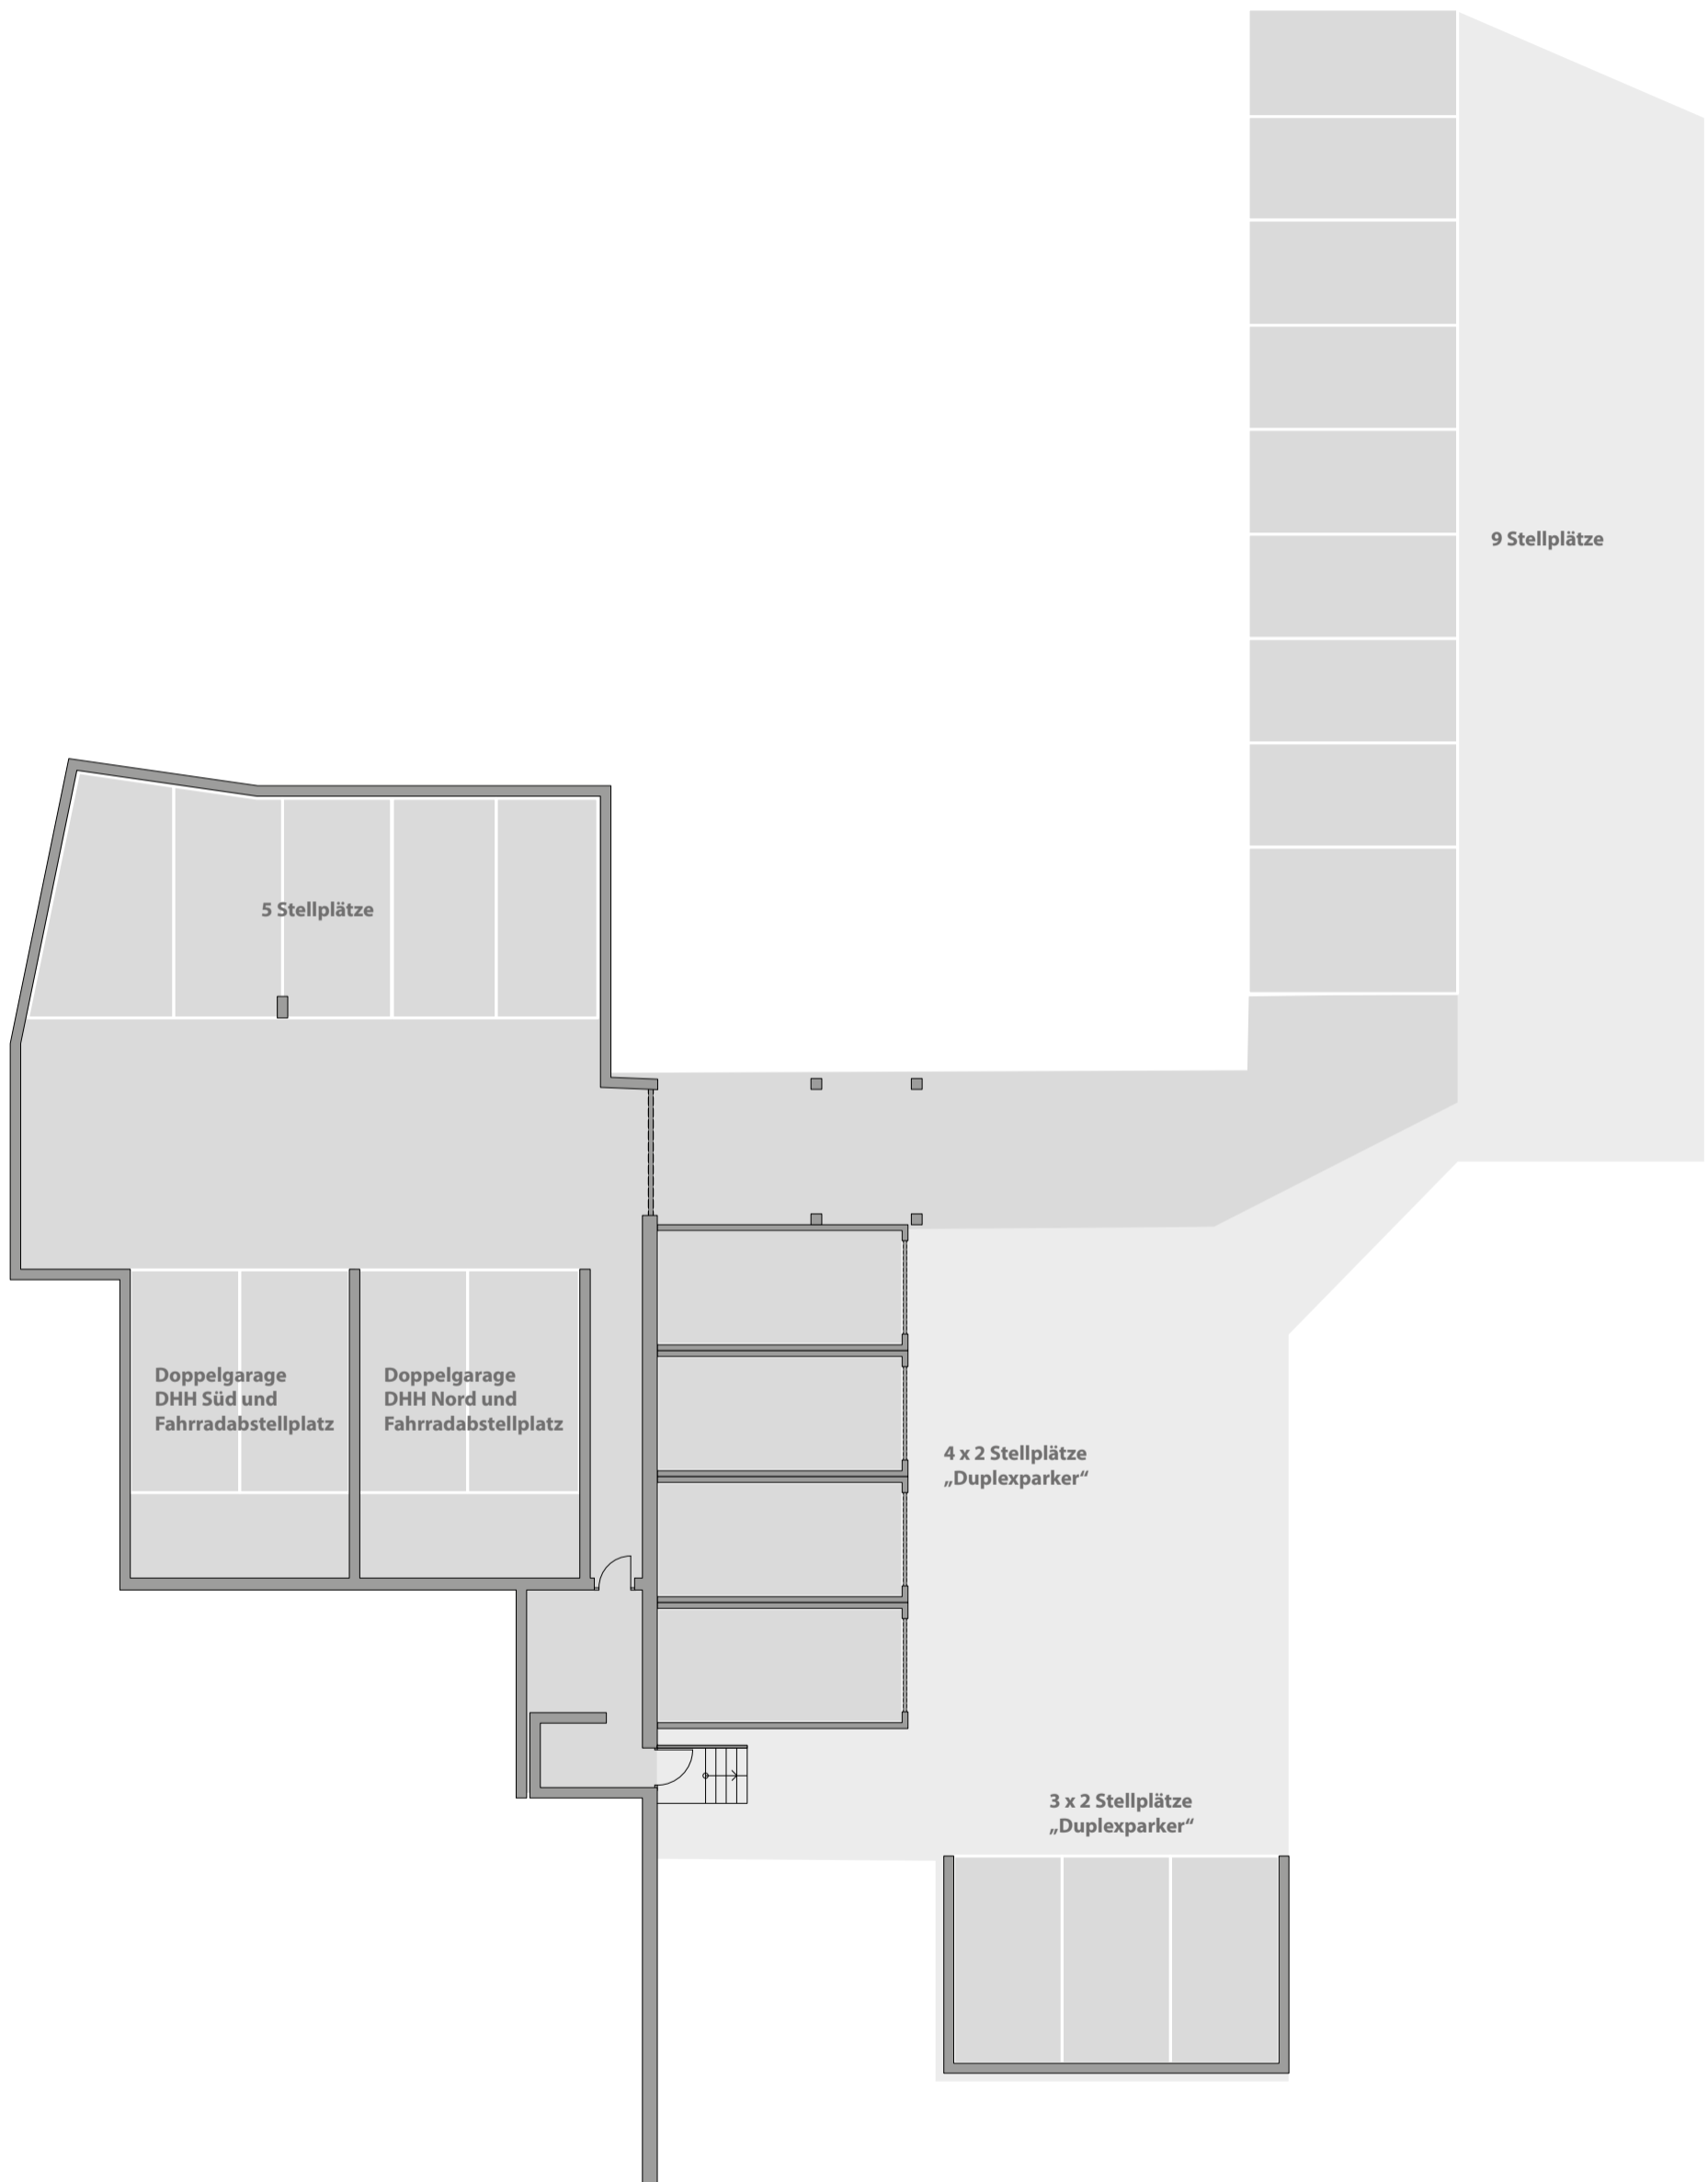 9 Stellplätze
5 Stellplätze
Doppelgarage
DHH Süd und
Fahrradabstellplatz
Doppelgarage
DHH Nord und
Fahrradabstellplatz
4 x 2 Stellplätze
„Duplexparker“
3 x 2 Stellplätze
„Duplexparker“